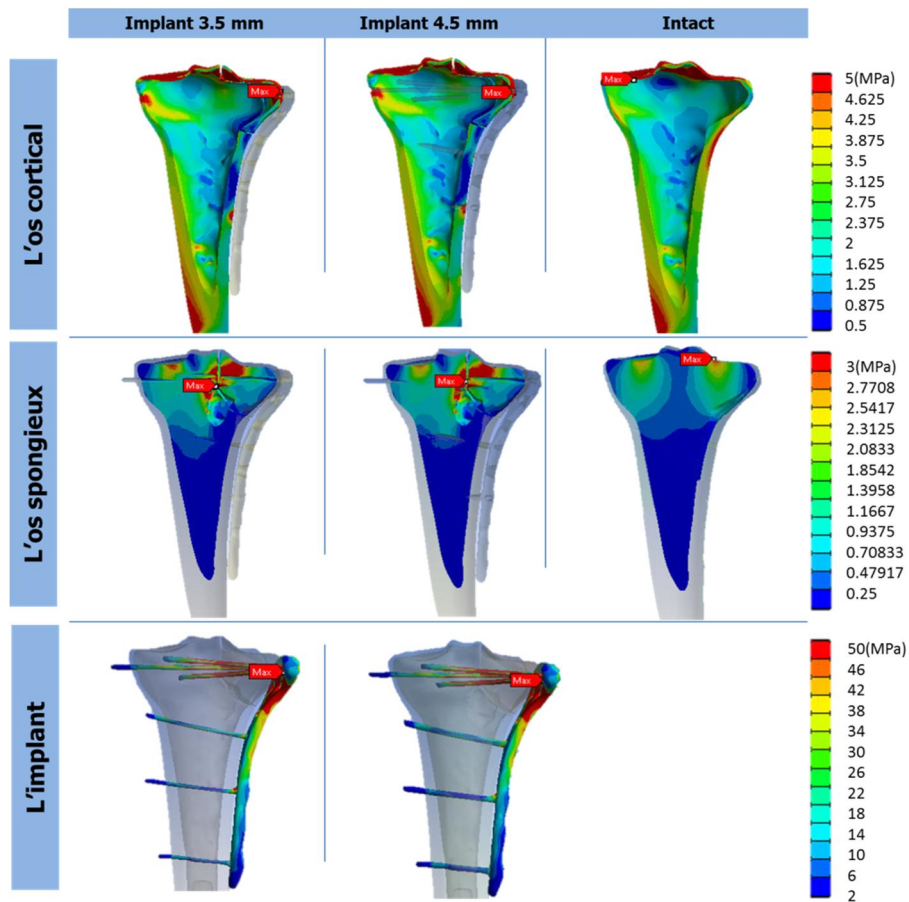 Implant 3.5 mm
Implant 4.5 mm
Intact
L'os cortical
Max
Max
Max
5(MPa)
4.625
4.25
3.875
3.5
3.125
2.75
2.375
2
1.625
1.25
0.875
0.5
L'os spongieux
Max
Max
Max
3(MPa)
2.7708
2.5417
2.3125
2.0833
1.8542
1.3958
1.1667
0.9375
0.70833
0.47917
0.25
L'implant
Max
Max
50(MPa)
46
42
38
34
30
26
22
18
14
10
6
2